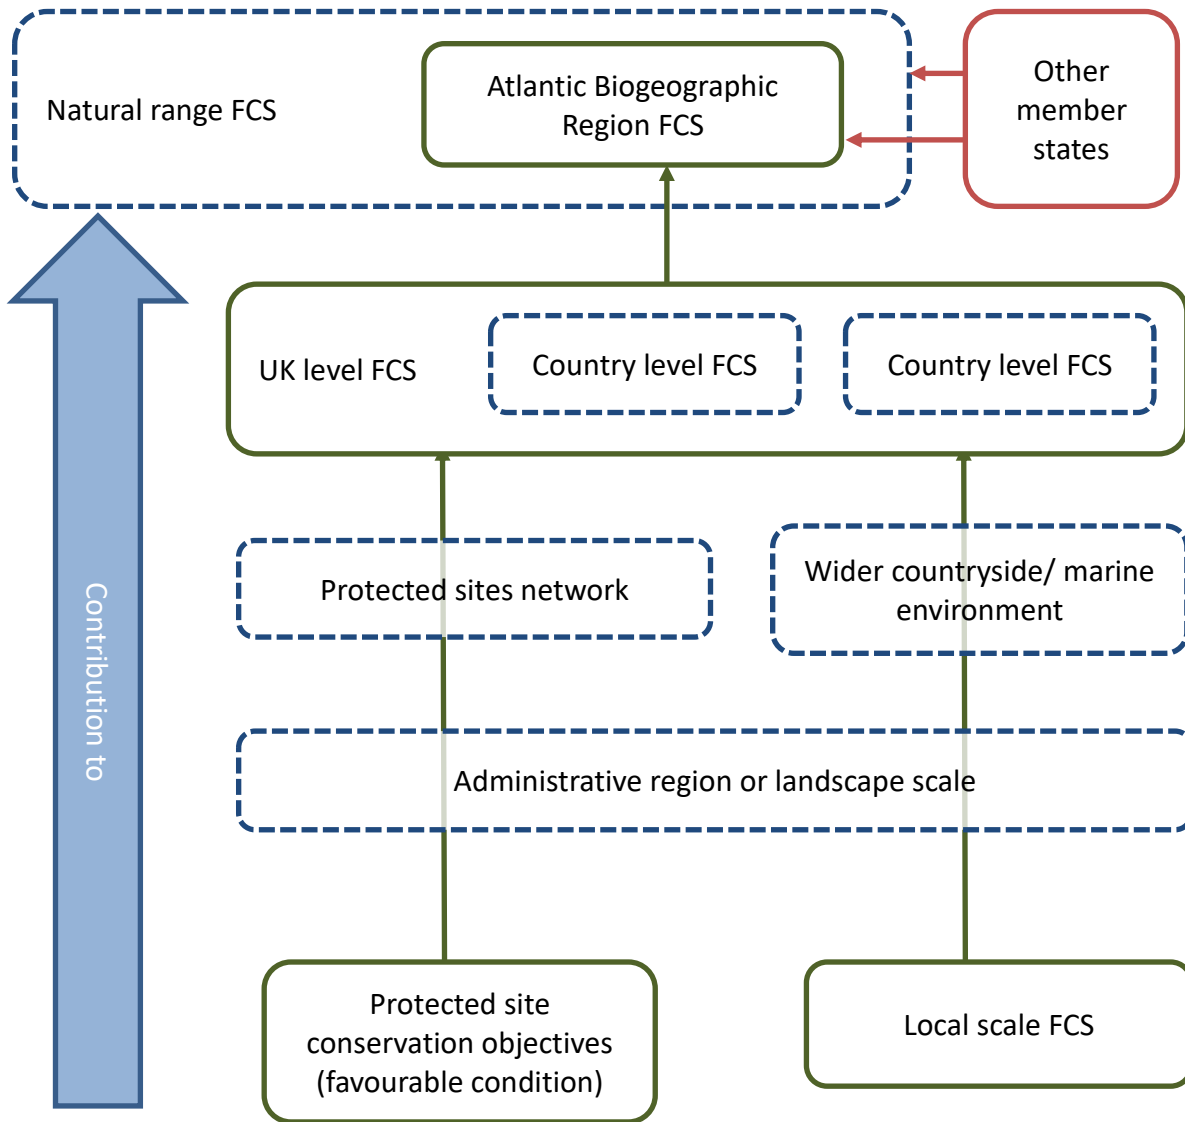 Natural range FCS
Atlantic Biogeographic
Region FCS
Other
member
states
UK level FCS
Country level FCS
Country level FCS
Protected sites network
Wider countryside/ marine
environment
Contribution to
Administrative region or landscape scale
Protected site
conservation objectives
(favourable condition)
Local scale FCS